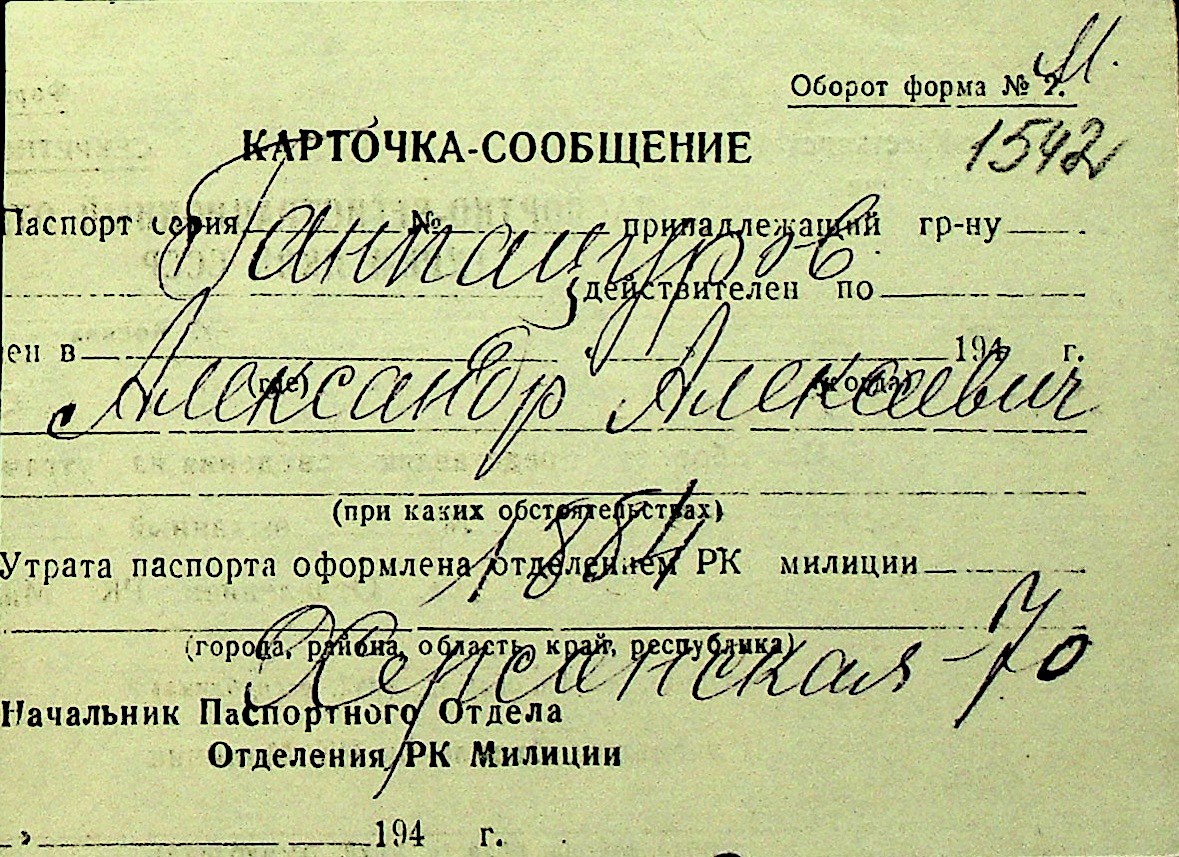 М.
Оборот форма № 2.
1542
КАРТОЧКА-СООБЩЕНИЕ
Паспорт серия № принадлежащий гр-ну
действителен по
ен в 194 г.
(где) (когда)
Александр Алексеевич
(при каких обстоятельствах)
1884
Утрата паспорта оформлена отделением РК милиции
(города, района, область, край, республика)
Херсонская - 70
Начальник Паспортного Отдела
Отделения РК Милиции
" 194 г.